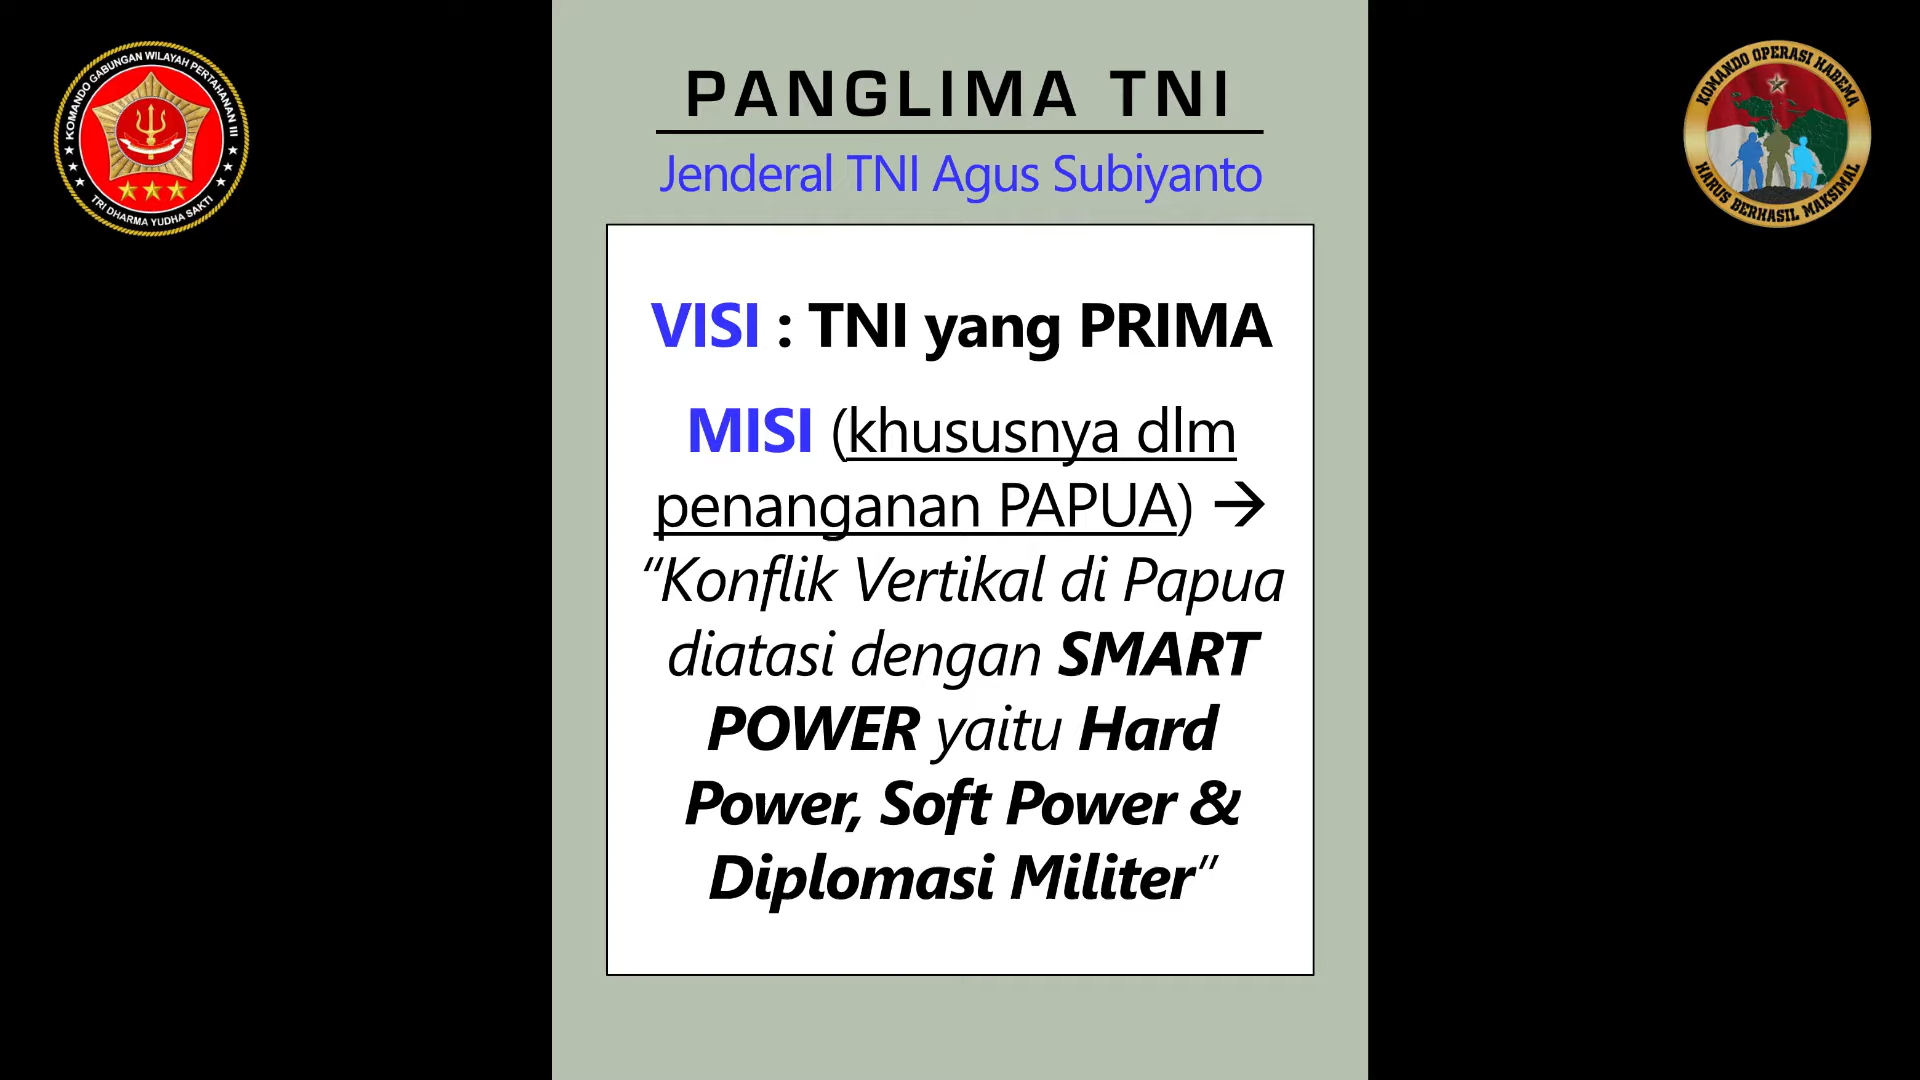 KOMANDO GABUNGAN WILAYAH PERTAHANAN III
TRI DHARMA YUDHA SAKTI
PANGLIMA TNI
Jenderal TNI Agus Subiyanto
VISI : TNI yang PRIMA
MISI (khususnya dlm
penanganan PAPUA) →
“Konflik Vertikal di Papua
diatasi dengan SMART
POWER yaitu Hard
Power, Soft Power &
Diplomasi Militer”
KOMANDO OPERASI HABEMA
HARUS BERHASIL MAKSIMAL